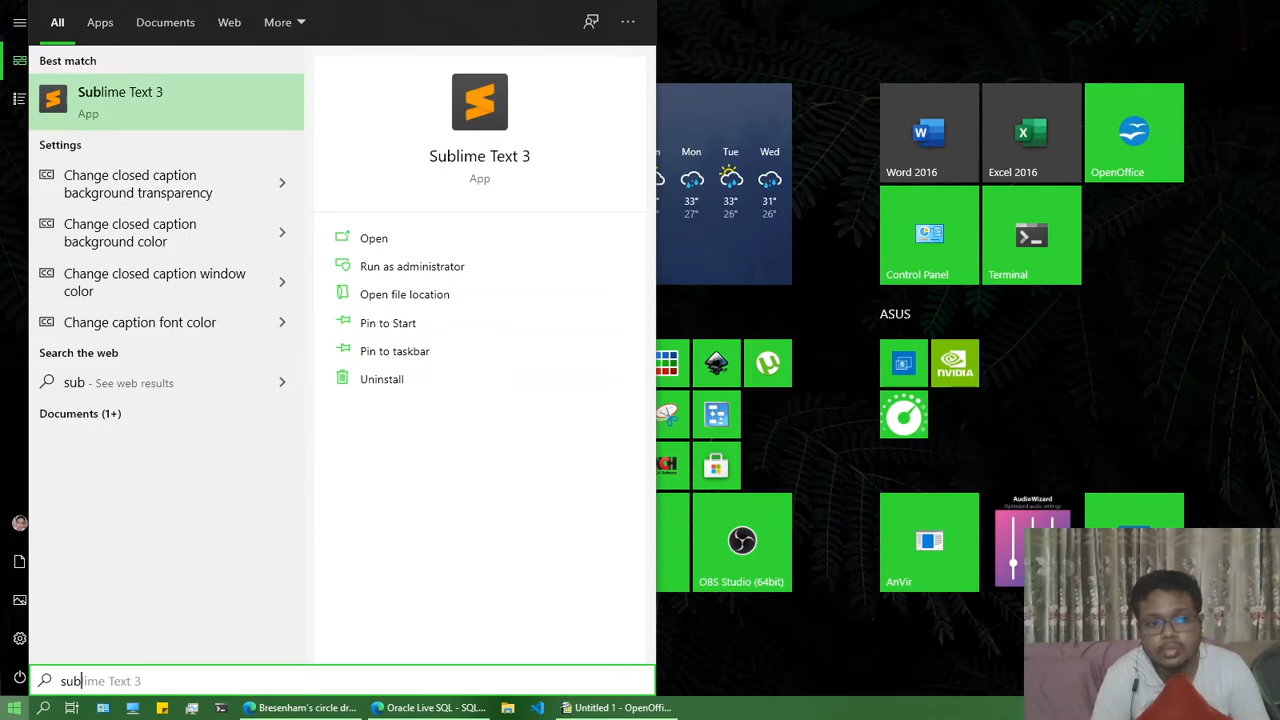 All Apps Documents Web More
Best match
Sublime Text 3
App
Settings
Change closed caption
background transparency
Change closed caption
background color
Change closed caption window
color
Change caption font color
Search the web
sub - See web results
Documents (1+)
Sublime Text 3
App
Open
Run as administrator
Open file location
Pin to Start
Pin to taskbar
Uninstall
Mon Tue Wed
33° 33° 31°
27° 26° 26°
Word 2016 Excel 2016 OpenOffice
Control Panel Terminal
ASUS
NVIDIA
OBS Studio (64bit)
AnVir
AudioWizard
sublime Text 3
Bresenham's circle dr... Oracle Live SQL - SQL... Untitled 1 - OpenOffi...